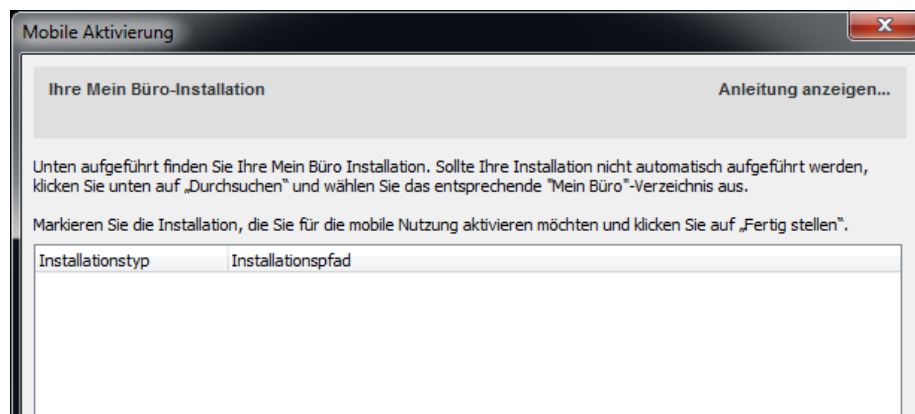 Mobile Aktivierung
Ihre Mein Büro-Installation Anleitung anzeigen...
Unten aufgeführt finden Sie Ihre Mein Büro Installation. Sollte Ihre Installation nicht automatisch aufgeführt werden,
klicken Sie unten auf „Durchsuchen“ und wählen Sie das entsprechende "Mein Büro"-Verzeichnis aus.
Markieren Sie die Installation, die Sie für die mobile Nutzung aktivieren möchten und klicken Sie auf „Fertig stellen“.
Installationstyp Installationspfad